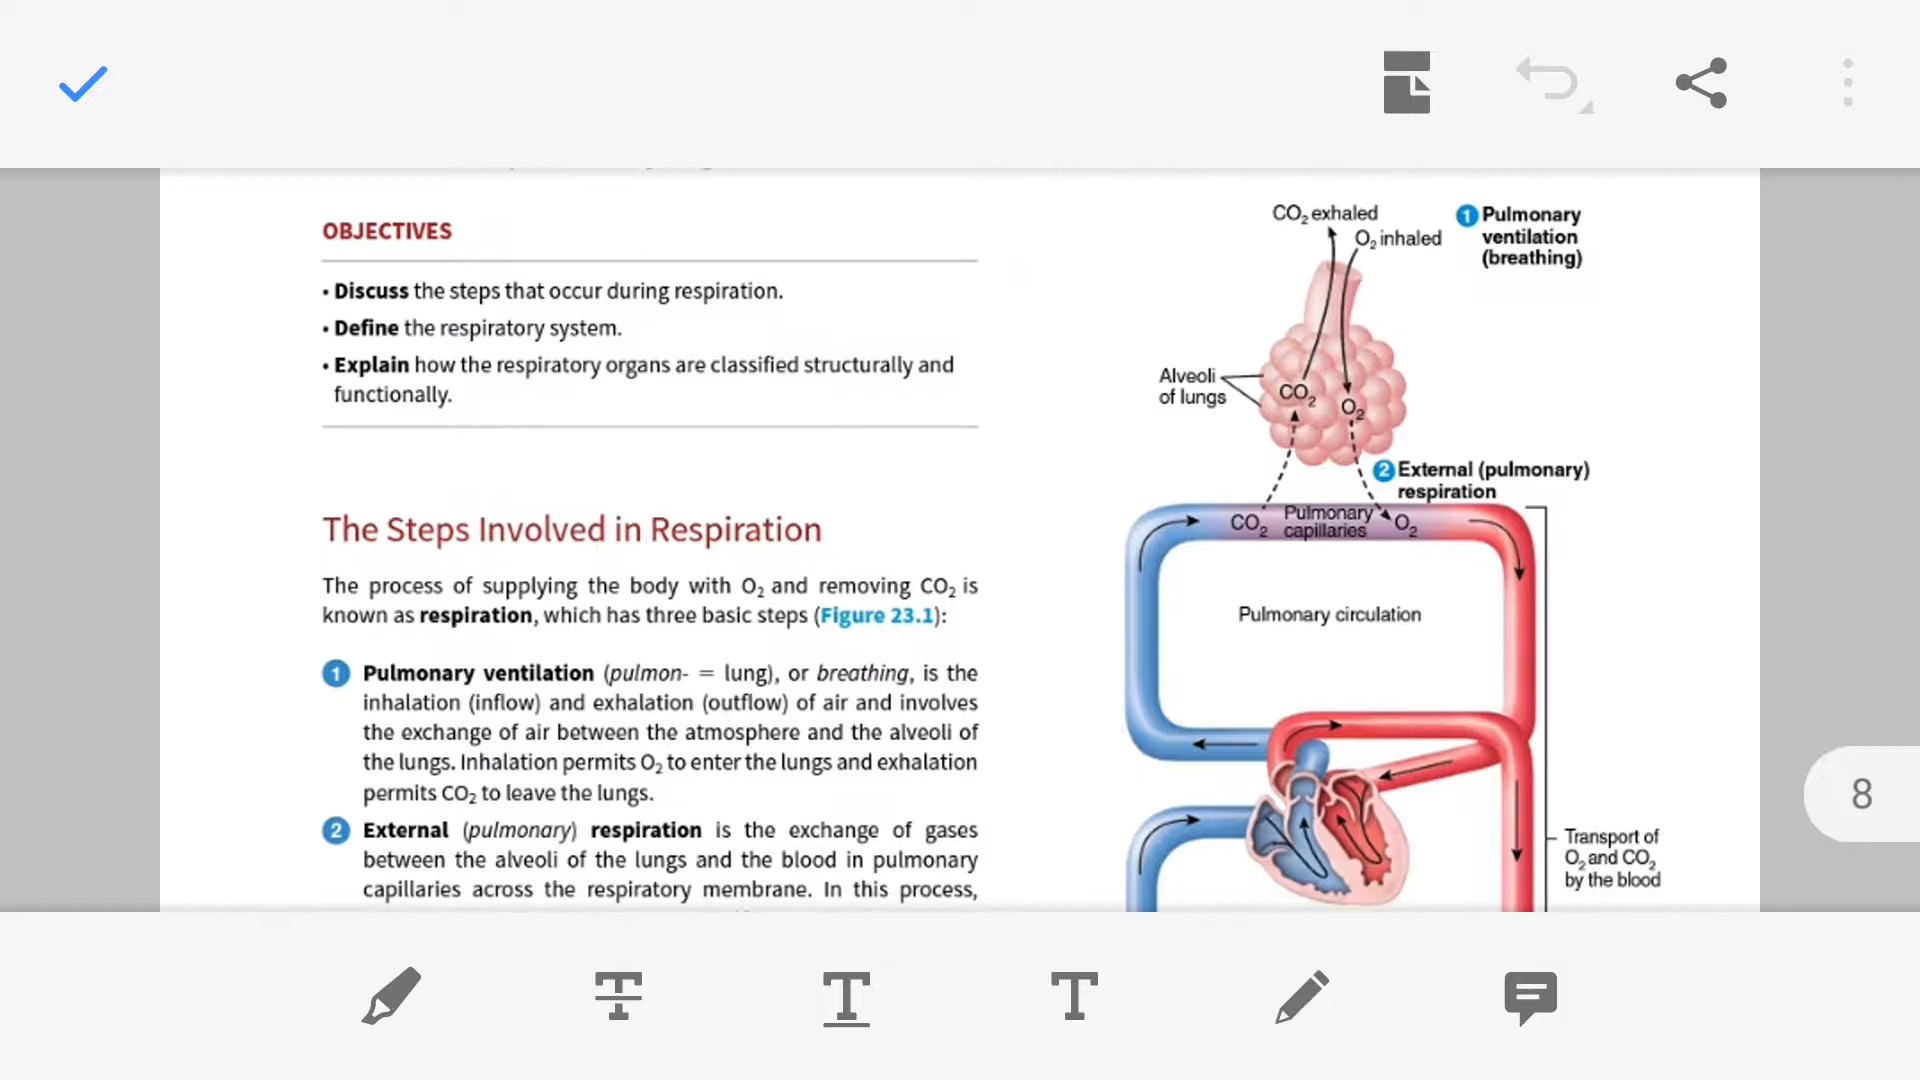 OBJECTIVES
• Discuss the steps that occur during respiration.
• Define the respiratory system.
• Explain how the respiratory organs are classified structurally and
functionally.
The Steps Involved in Respiration
The process of supplying the body with O₂ and removing CO₂ is
known as respiration, which has three basic steps (Figure 23.1):
1 Pulmonary ventilation (pulmon- = lung), or breathing, is the
inhalation (inflow) and exhalation (outflow) of air and involves
the exchange of air between the atmosphere and the alveoli of
the lungs. Inhalation permits O₂ to enter the lungs and exhalation
permits CO₂ to leave the lungs.
2 External (pulmonary) respiration is the exchange of gases
between the alveoli of the lungs and the blood in pulmonary
capillaries across the respiratory membrane. In this process,
CO₂ exhaled
O₂ inhaled
1 Pulmonary
ventilation
(breathing)
Alveoli
of lungs
CO₂
O₂
2 External (pulmonary)
respiration
CO₂
Pulmonary
capillaries
O₂
Pulmonary circulation
Transport of
O₂ and CO₂
by the blood
8